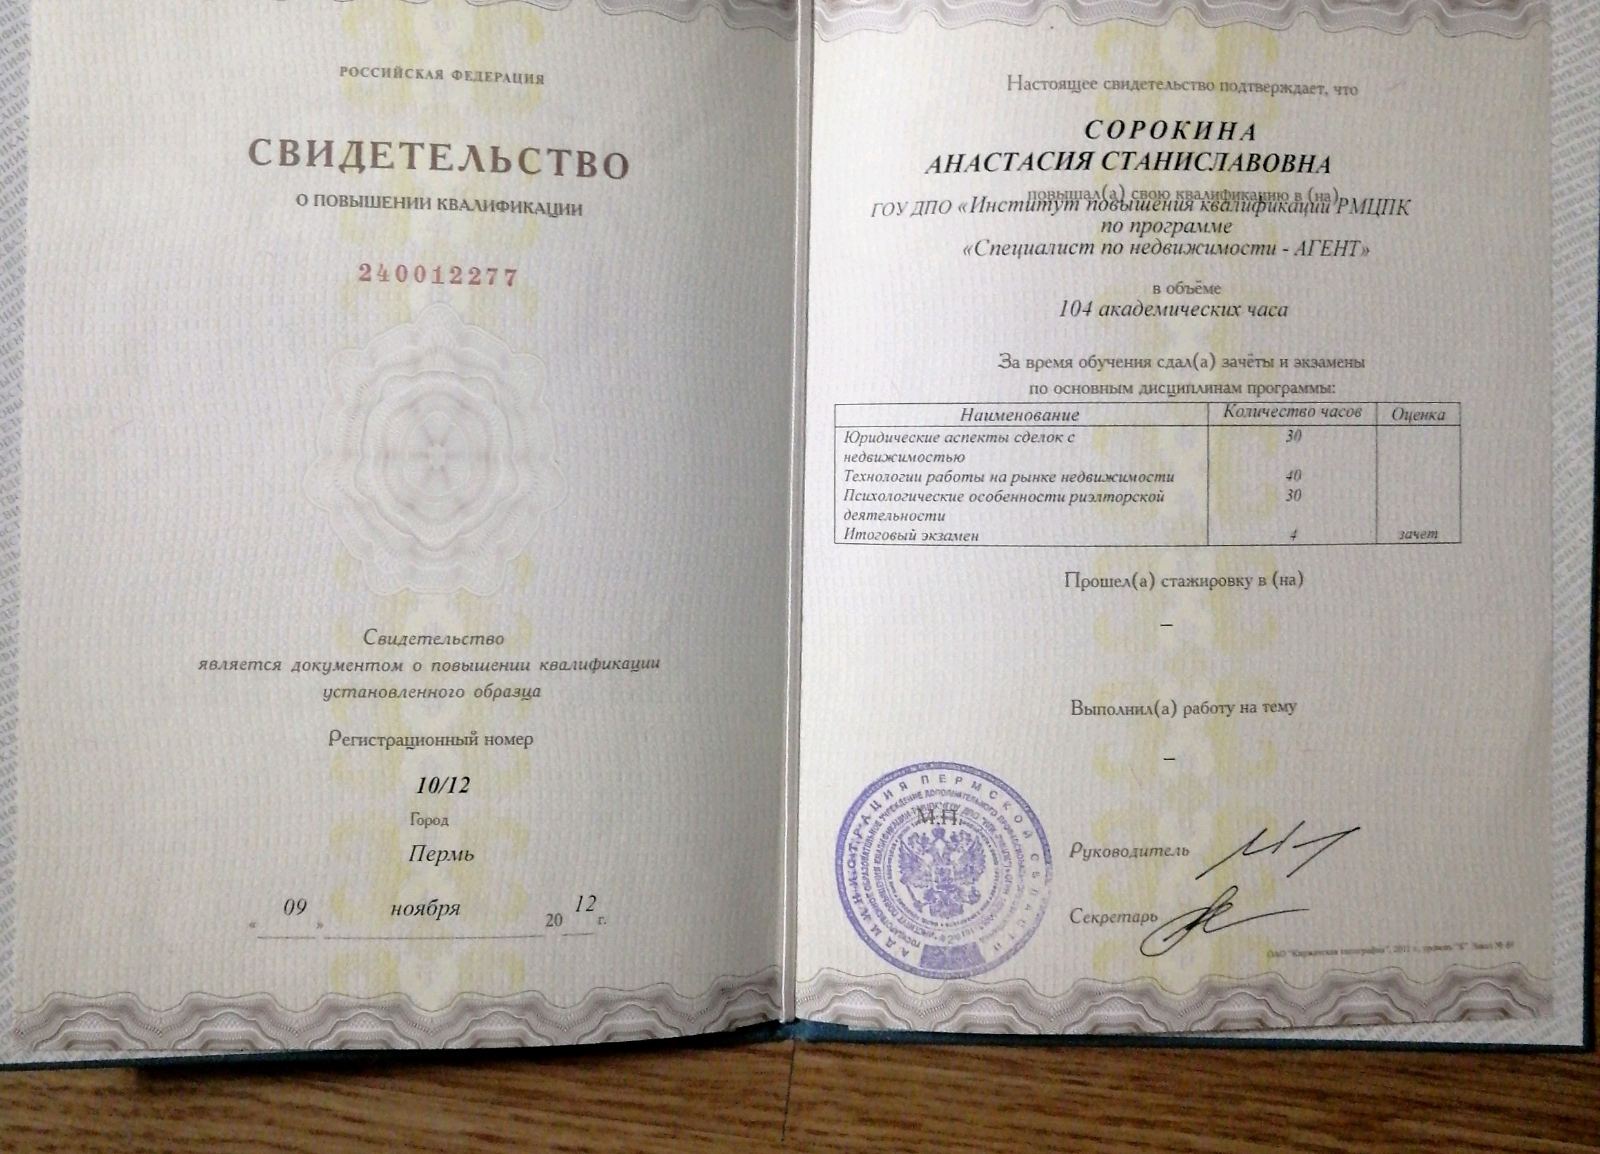 РОССИЙСКАЯ ФЕДЕРАЦИЯ
СВИДЕТЕЛЬСТВО
О ПОВЫШЕНИИ КВАЛИФИКАЦИИ
240012277
Свидетельство
является документом о повышении квалификации
установленного образца
Регистрационный номер
10/12
Город
Пермь
« 09 » ноября 20 12 г.
Настоящее свидетельство подтверждает, что
СОРОКИНА
АНАСТАСИЯ СТАНИСЛАВОВНА
повышал(а) свою квалификацию в (на)
ГОУ ДПО «Институт повышения квалификации РМЦПК
по программе
«Специалист по недвижимости - АГЕНТ»
в объёме
104 академических часа
За время обучения сдал(а) зачёты и экзамены
по основным дисциплинам программы:
Наименование Количество часов Оценка
Юридические аспекты сделок с 30
недвижимостью
Технологии работы на рынке недвижимости 40
Психологические особенности риэлторской 30
деятельности
Итоговый экзамен 4 зачет
Прошел(а) стажировку в (на)
–
Выполнил(а) работу на тему
–
М.П.
АДМИНИСТРАЦИЯ ПЕРМСКОЙ ОБЛАСТИ
Руководитель
Секретарь